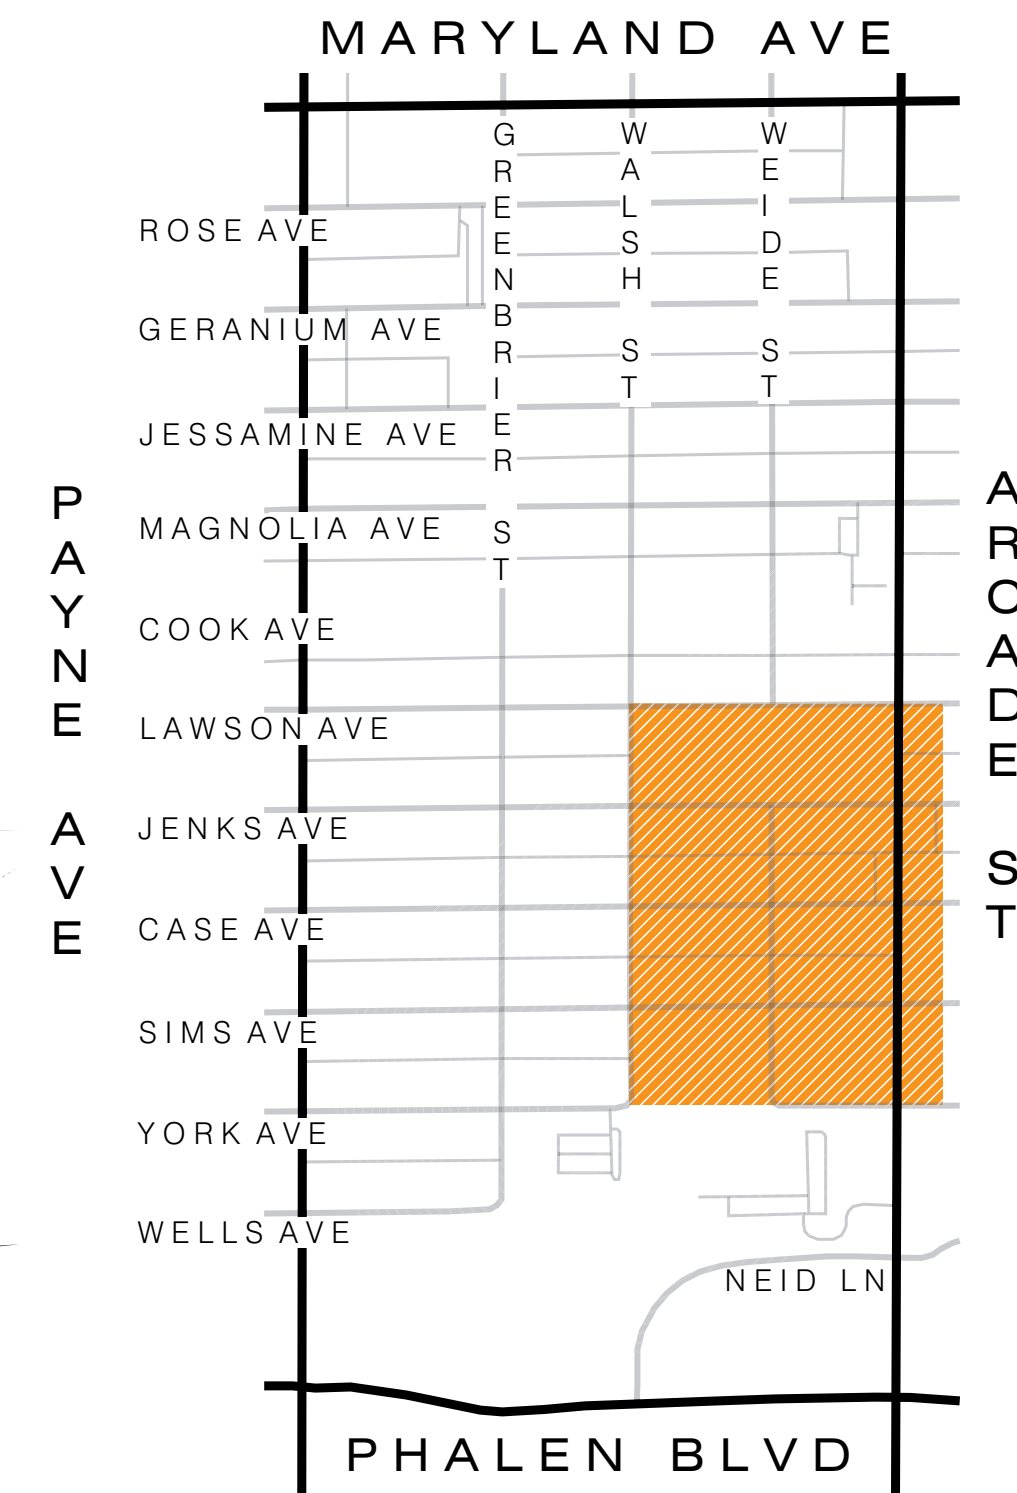 MARYLAND AVE
GREENBRIER ST
WALSH ST
WEIDE ST
ROSE AVE
GERANIUM AVE
JESSAMINE AVE
PAYNE AVE
ARCADE ST
MAGNOLIA AVE
COOK AVE
LAWSON AVE
JENKS AVE
CASE AVE
SIMS AVE
YORK AVE
WELLS AVE
NEID LN
PHALEN BLVD